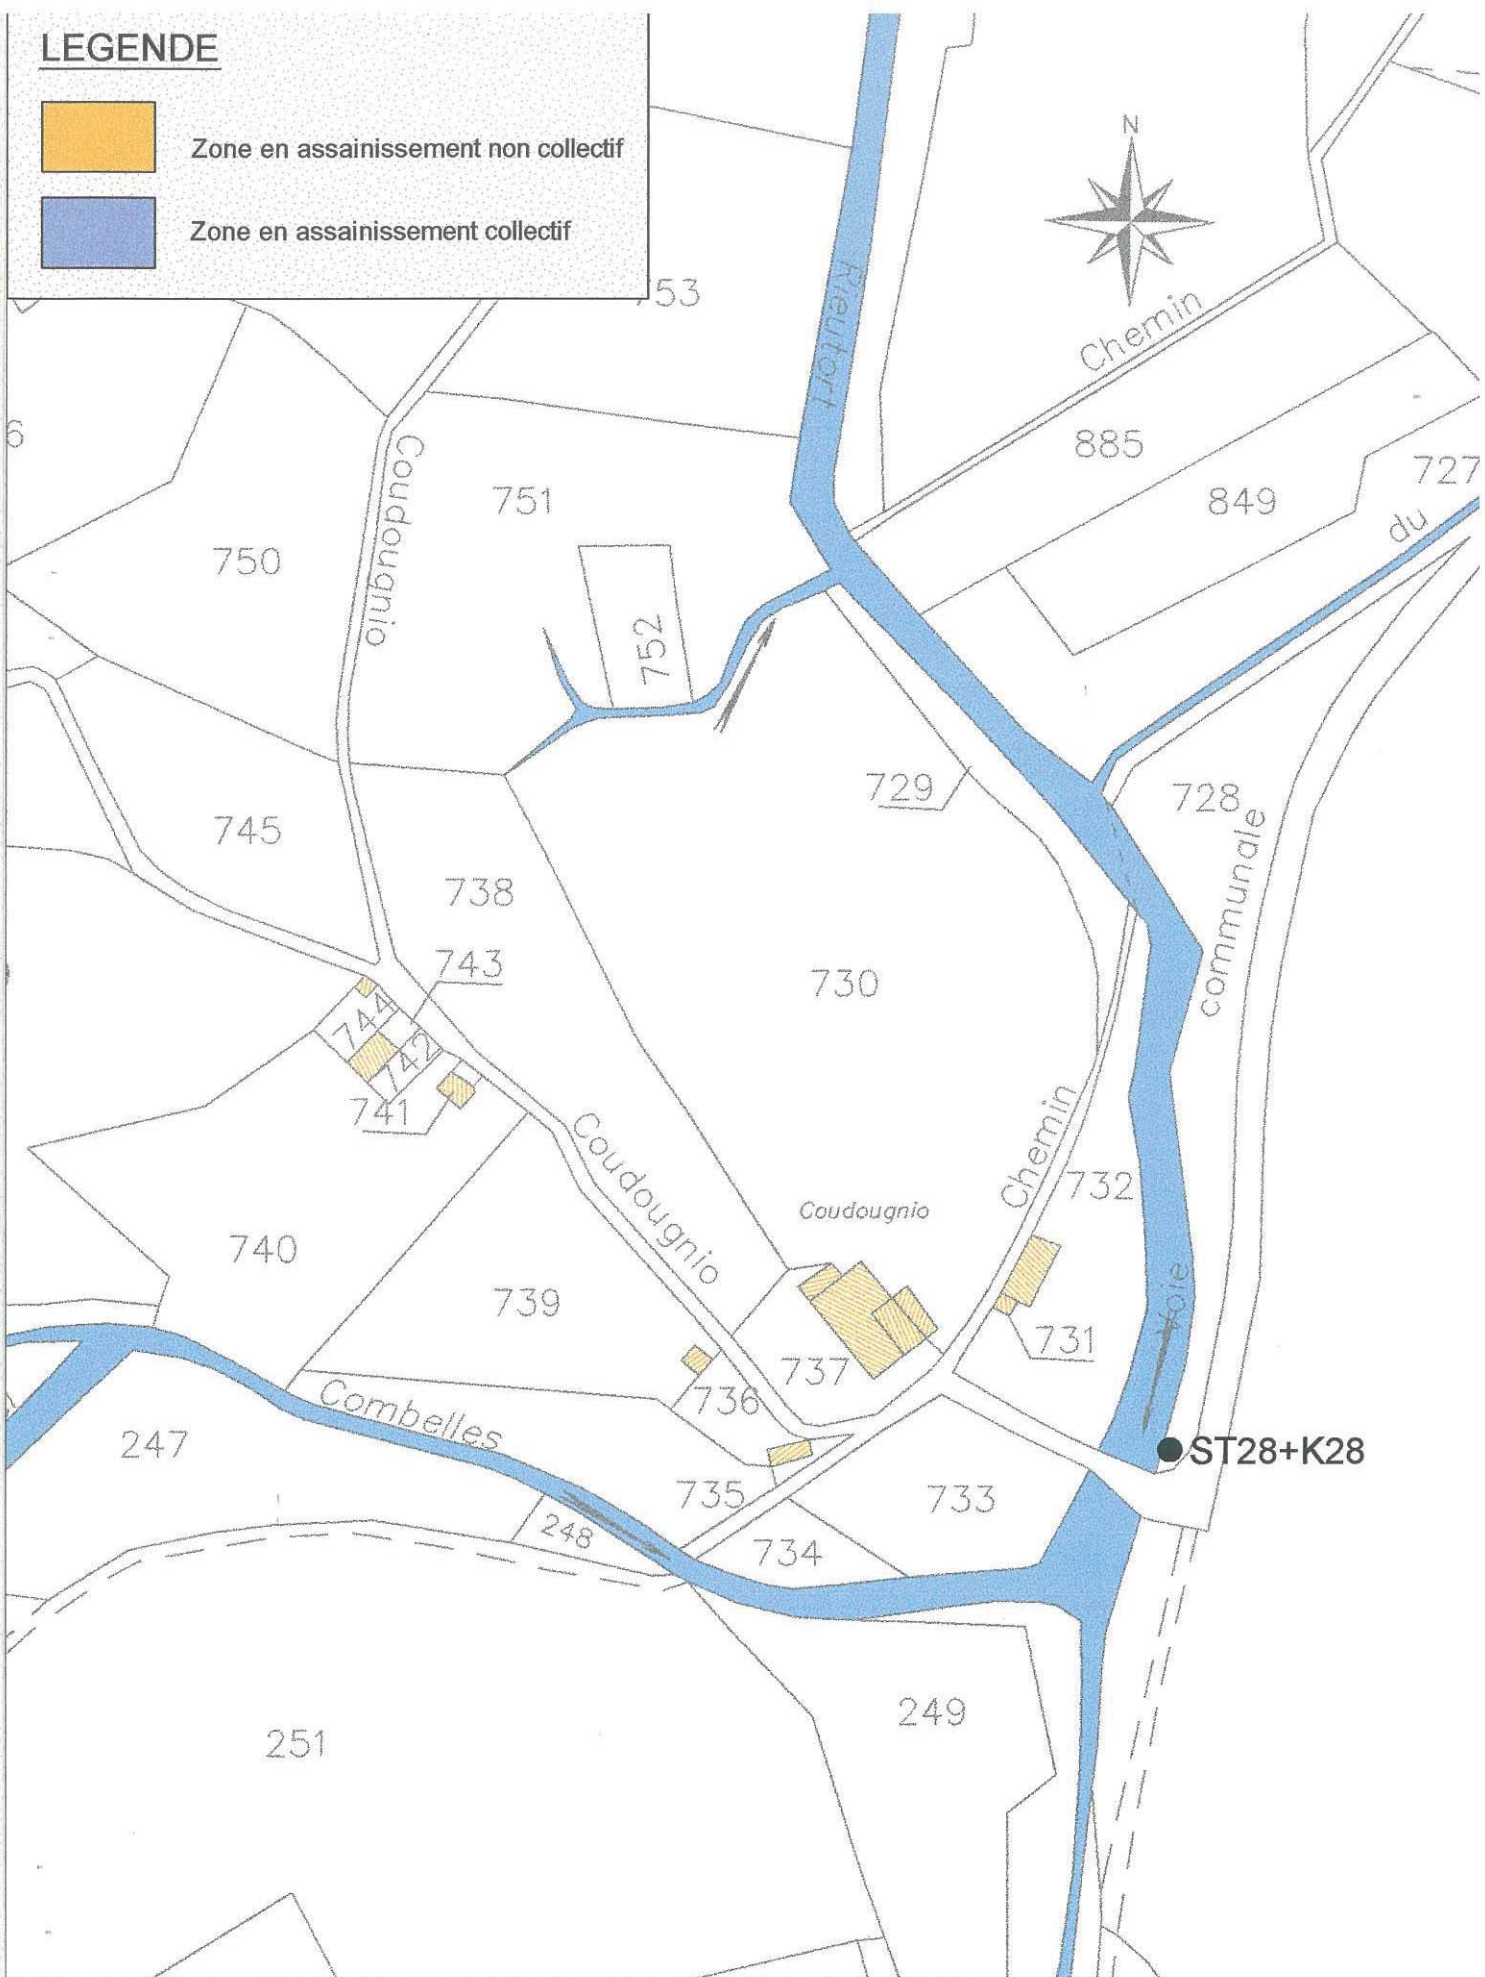 LEGENDE
Zone en assainissement non collectif
Zone en assainissement collectif
N
753
Rieutort
Chemin
6
Coudougnio
751
885
849
727
du
750
752
729
728
745
738
communale
743
730
744
742
741
Coudougnio
Chemin
732
Coudougnio
740
739
Voie
731
737
736
Combelles
247
ST28+K28
735
733
248
734
249
251